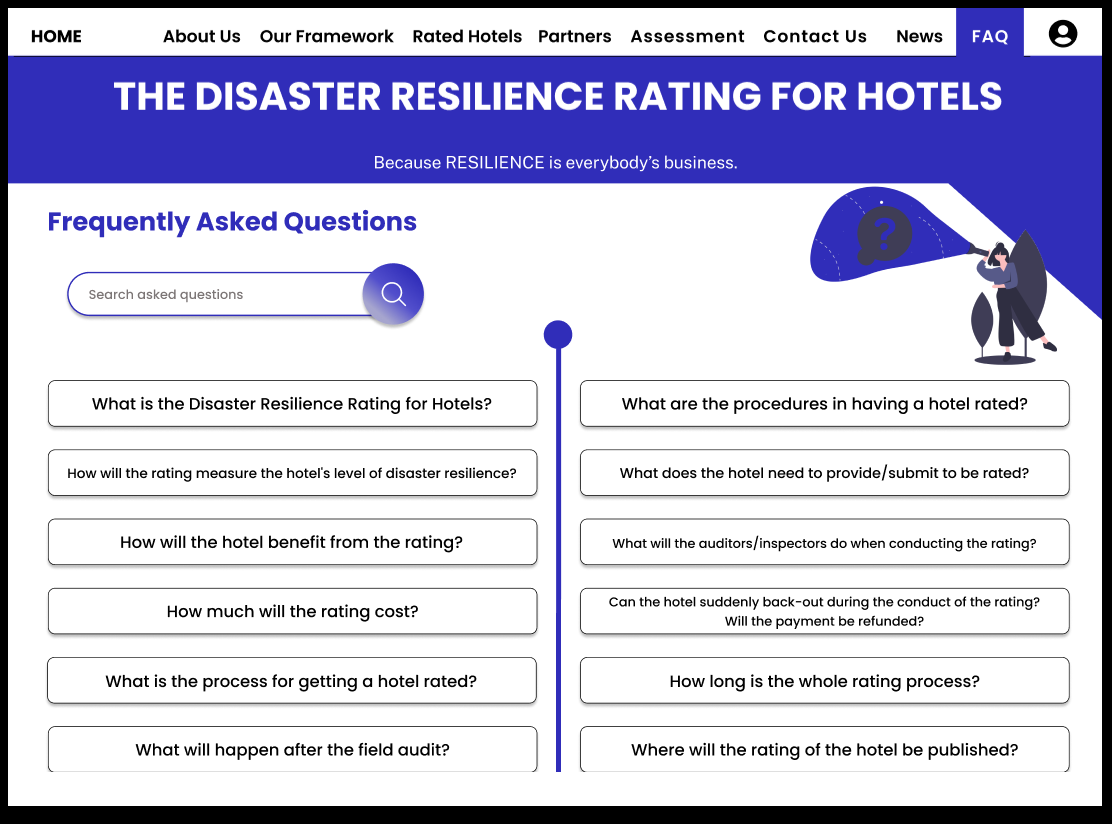 HOME About Us Our Framework Rated Hotels Partners Assessment Contact Us News FAQ
THE DISASTER RESILIENCE RATING FOR HOTELS
Because RESILIENCE is everybody's business.
Frequently Asked Questions
?
Search asked questions
What is the Disaster Resilience Rating for Hotels?
How will the rating measure the hotel's level of disaster resilience?
How will the hotel benefit from the rating?
How much will the rating cost?
What is the process for getting a hotel rated?
What will happen after the field audit?
What are the procedures in having a hotel rated?
What does the hotel need to provide/submit to be rated?
What will the auditors/inspectors do when conducting the rating?
Can the hotel suddenly back-out during the conduct of the rating?
Will the payment be refunded?
How long is the whole rating process?
Where will the rating of the hotel be published?